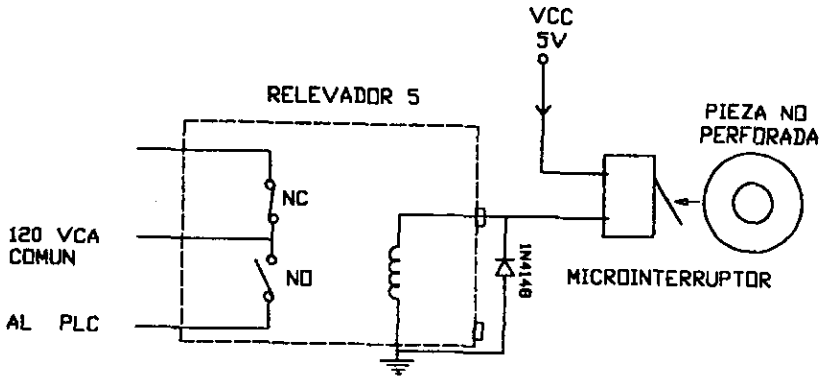 VCC
5V
RELEVADOR 5
PIEZA NO
PERFORADA
NC
120 VCA
COMUN
NO
1N4148
MICROINTERRUPTOR
AL PLC